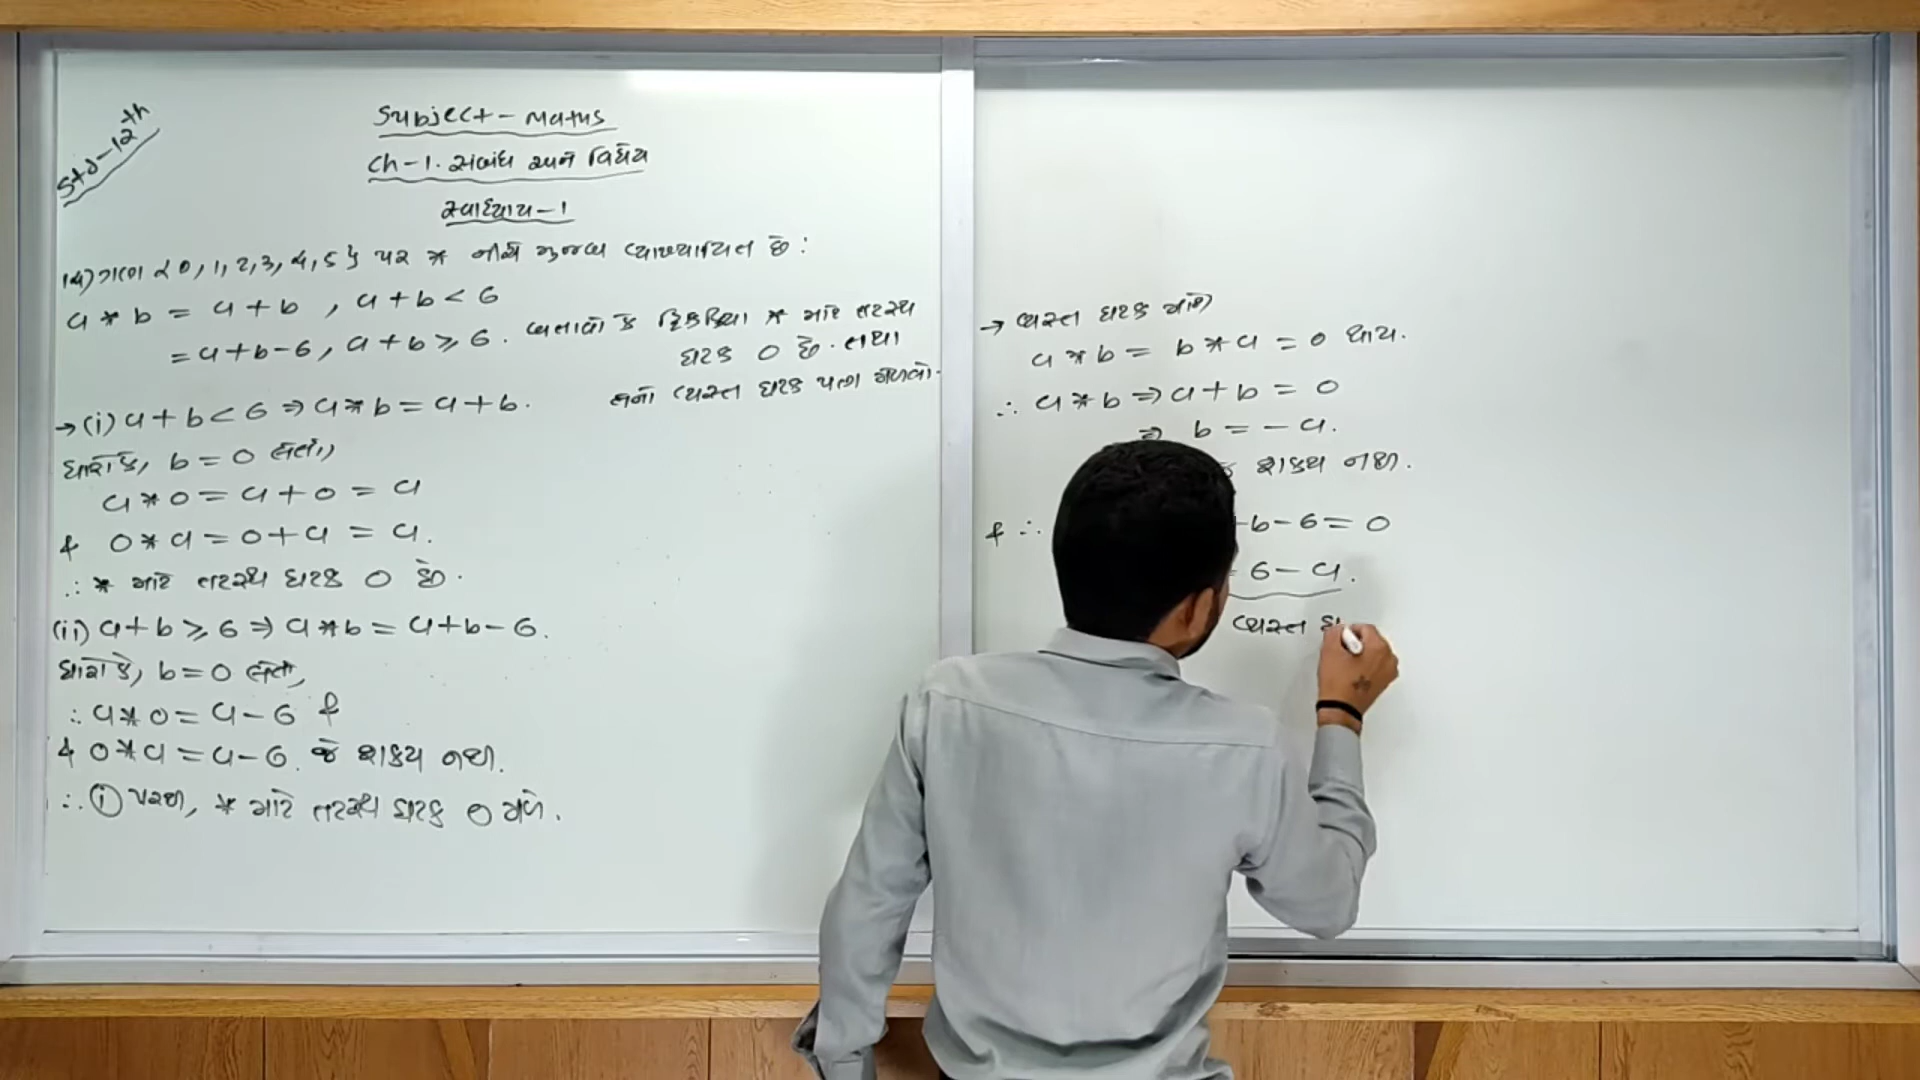 Std-12th
Subject - Maths
Ch-1. સંબંધ અને વિધેય
સ્વાધ્યાય-1
14) ગણ {0, 1, 2, 3, 4, 5} પર * નીચે મુજબ વ્યાખ્યાયિત છે:
a * b = a + b , a + b < 6
= a + b - 6, a + b ≥ 6. બતાવો કે દ્વિક્રિયા * માટે તટસ્થ
ઘટક 0 છે. તથા
તેનો વ્યસ્ત ઘટક પણ મેળવો.
→ (i) a + b < 6 ⇒ a * b = a + b.
ધારો કે, b = 0 લેતાં,
a * 0 = a + 0 = a
& 0 * a = 0 + a = a.
∴ * માટે તટસ્થ ઘટક 0 છે.
(ii) a + b ≥ 6 ⇒ a * b = a + b - 6.
ધારો કે, b = 0 લેતાં,
∴ a * 0 = a - 6 &
& 0 * a = a - 6. જે શક્ય નથી.
∴ (i) પરથી, * માટે તટસ્થ ઘટક 0 મળે.
→ વ્યસ્ત ઘટક માટે
a * b = b * a = 0 થાય.
∴ a * b ⇒ a + b = 0
⇒ b = - a.
શક્ય નથી.
& ∴ + b - 6 = 0
= 6 - a.
વ્યસ્ત ઘ